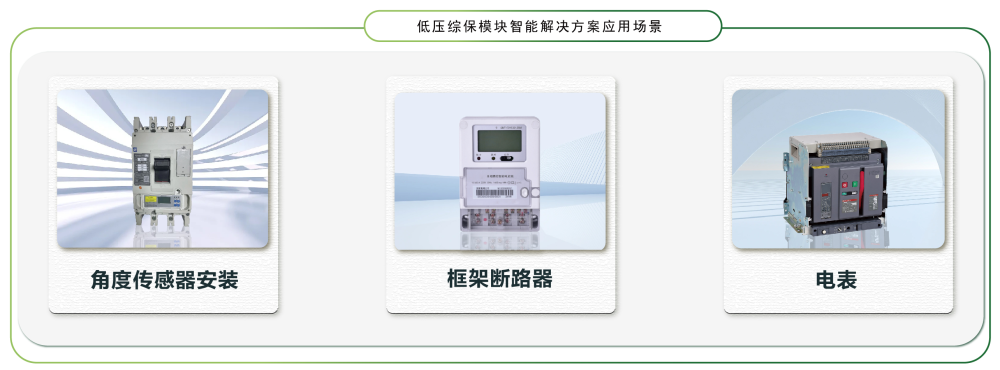 低压综保模块智能解决方案应用场景
角度传感器安装
框架断路器
电表